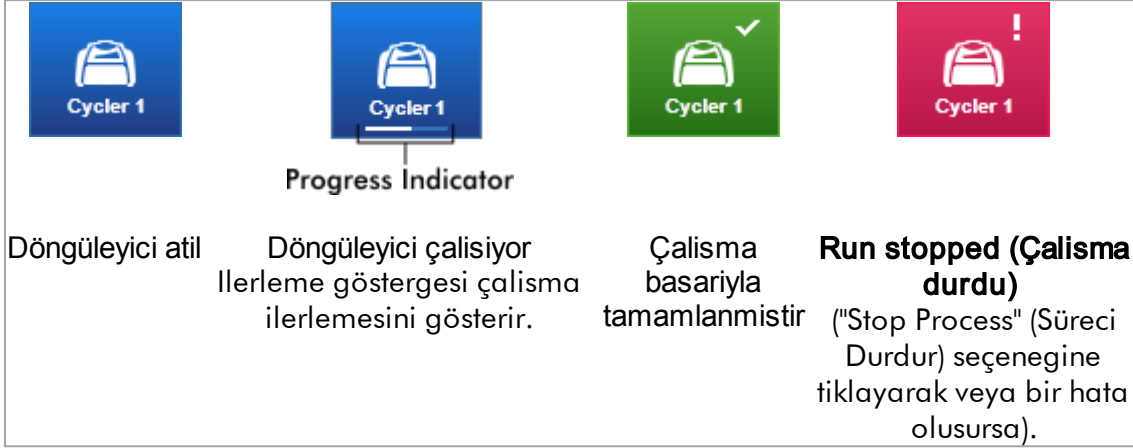 Cycler 1
Cycler 1
Cycler 1
Cycler 1
Progress Indicator
Döngüleyici atil
Döngüleyici çalisiyor
Ilerleme göstergesi çalisma
ilerlemesini gösterir.
Çalisma
basariyla
tamamlanmistir
Run stopped (Çalisma
durdu)
("Stop Process" (Süreci
Durdur) seçenegine
tiklayarak veya bir hata
olusursa).